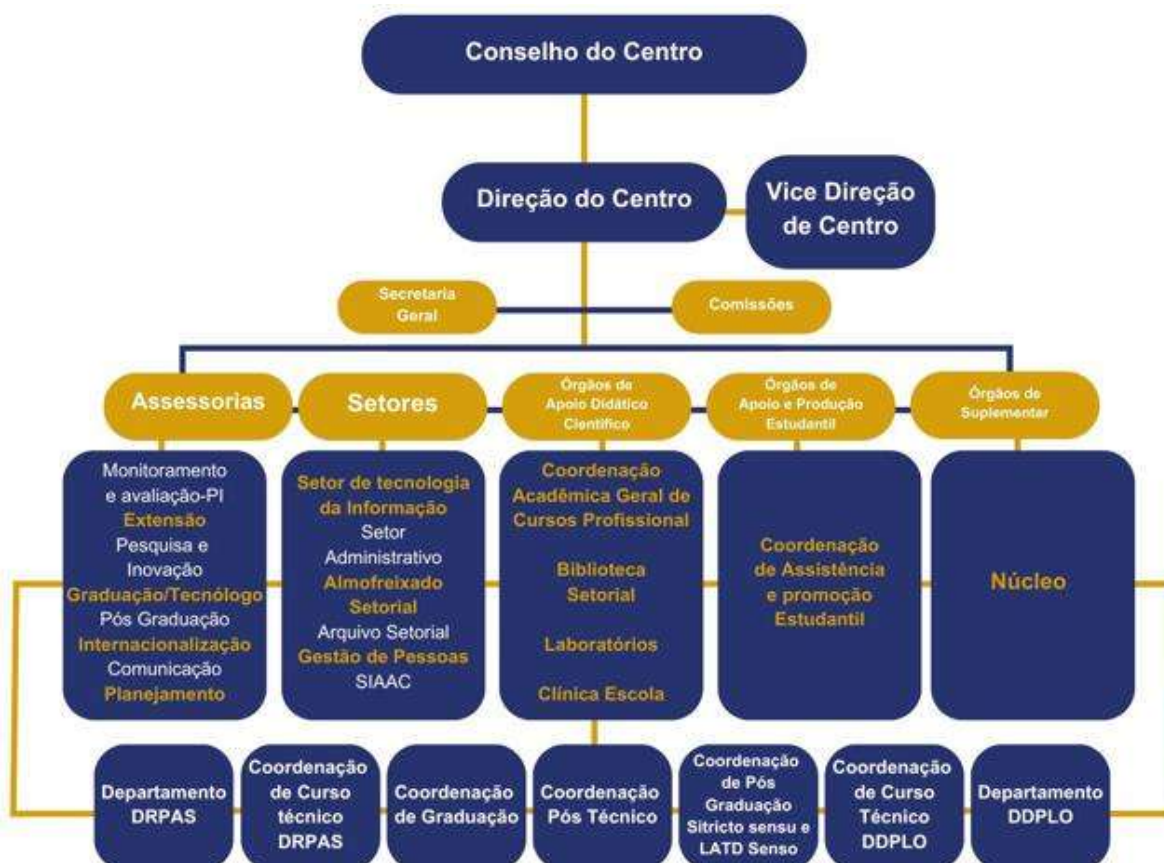 Conselho do Centro
Direção do Centro
Vice Direção
de Centro
Secretaria
Geral
Comissões
Assessorias
Setores
Órgãos de
Apoio Didático
Científico
Órgãos de
Apoio e Produção
Estudantil
Órgãos de
Suplementar
Monitoramento
e avaliação-PI
Extensão
Pesquisa e
Inovação
Graduação/Tecnólogo
Pós Graduação
Internacionalização
Comunicação
Planejamento
Setor de tecnologia
da Informação
Setor
Administrativo
Almofreixado
Setorial
Arquivo Setorial
Gestão de Pessoas
SIAAC
Coordenação
Acadêmica Geral de
Cursos Profissional
Biblioteca
Setorial
Laboratórios
Clínica Escola
Coordenação
de Assistência
e promoção
Estudantil
Núcleo
Departamento
DRPAS
Coordenação
de Curso
técnico
DRPAS
Coordenação
de Graduação
Coordenação
Pós Técnico
Coordenação
de Pós
Graduação
Sitricto sensu e
LATD Senso
Coordenação
de Curso
Técnico
DDPLO
Departamento
DDPLO